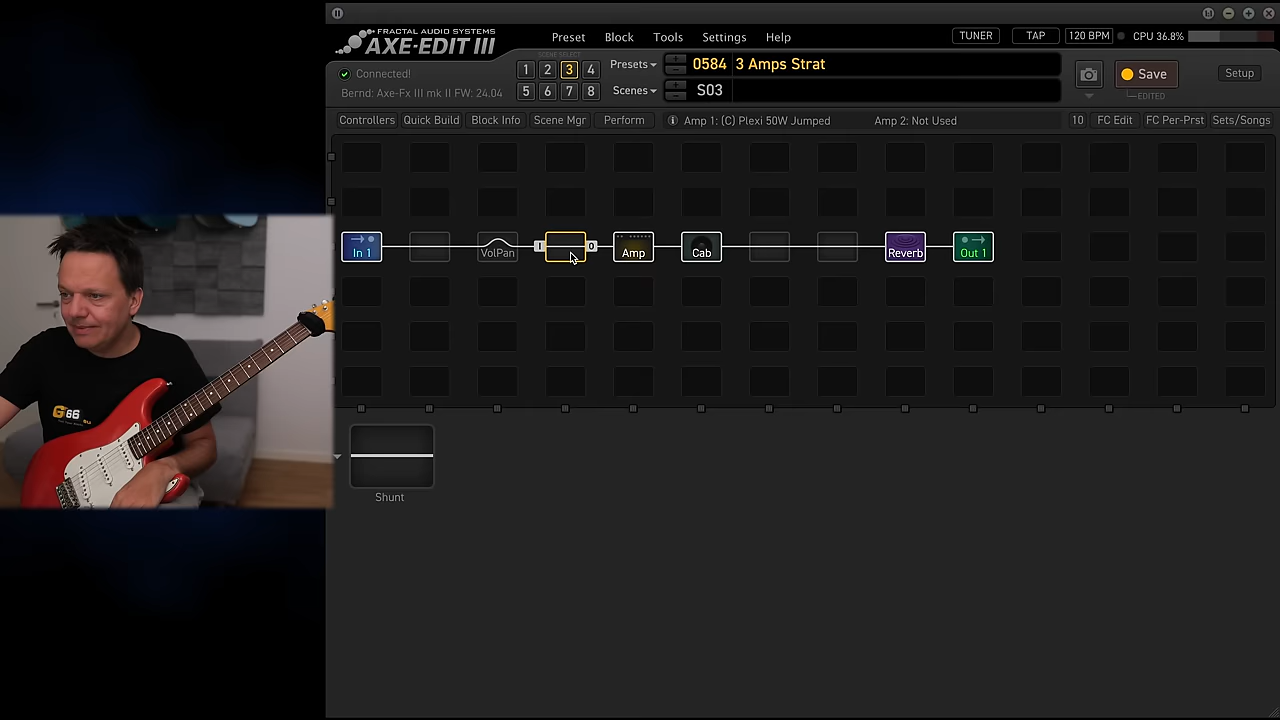 FRACTAL AUDIO SYSTEMS
AXE-EDIT III
Preset Block Tools Settings Help
TUNER TAP 120 BPM CPU 36.8%
SCENE SELECT
1 2 3 4
5 6 7 8
Presets 0584 3 Amps Strat
Scenes S03
Save
EDITED
Setup
Connected!
Bernd: Axe-Fx III mk II FW: 24.04
Controllers Quick Build Block Info Scene Mgr Perform
Amp 1: (C) Plexi 50W Jumped Amp 2: Not Used
10 FC Edit FC Per-Prst Sets/Songs
In 1 VolPan I O Amp Cab Reverb Out 1
Shunt
G66